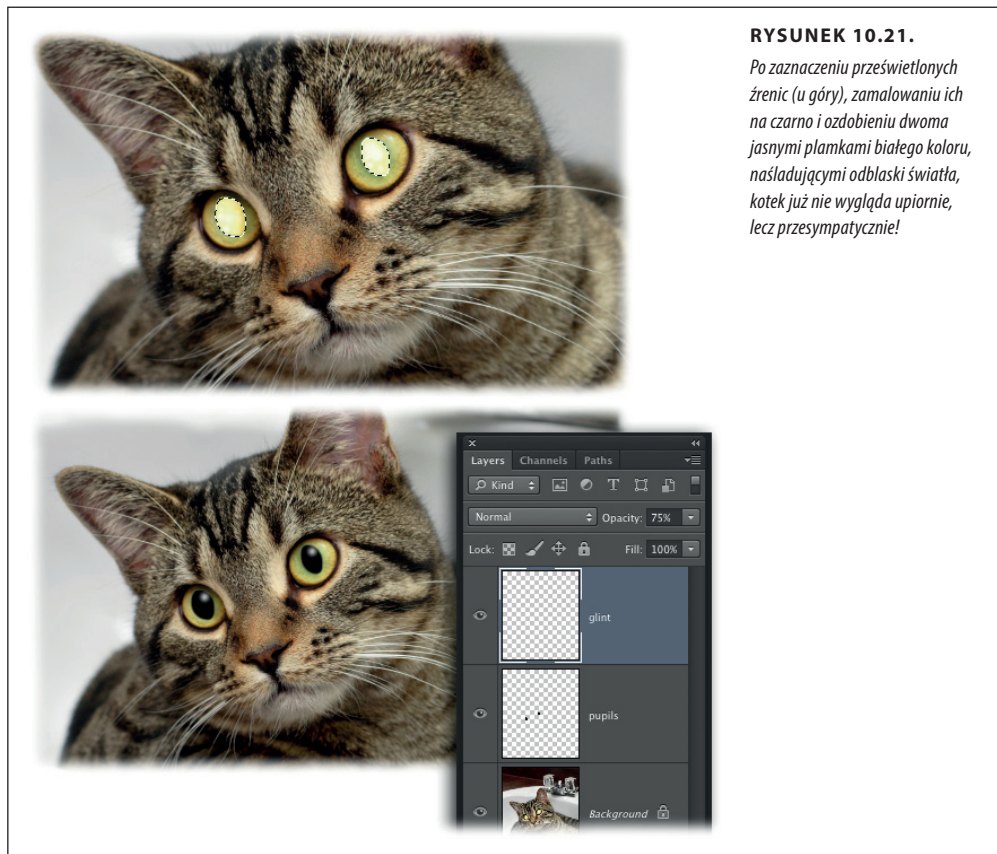 RYSUNEK 10.21.
Po zaznaczeniu prześwietlonych
źrenic (u góry), zamalowaniu ich
na czarno i ozdobieniu dwoma
jasnymi plamkami białego koloru,
naśladującymi odblaski światła,
kotek już nie wygląda upiornie,
lecz przesympatycznie!
Layers Channels Paths
Kind
Normal Opacity: 75%
Lock: Fill: 100%
glint
pupils
Background